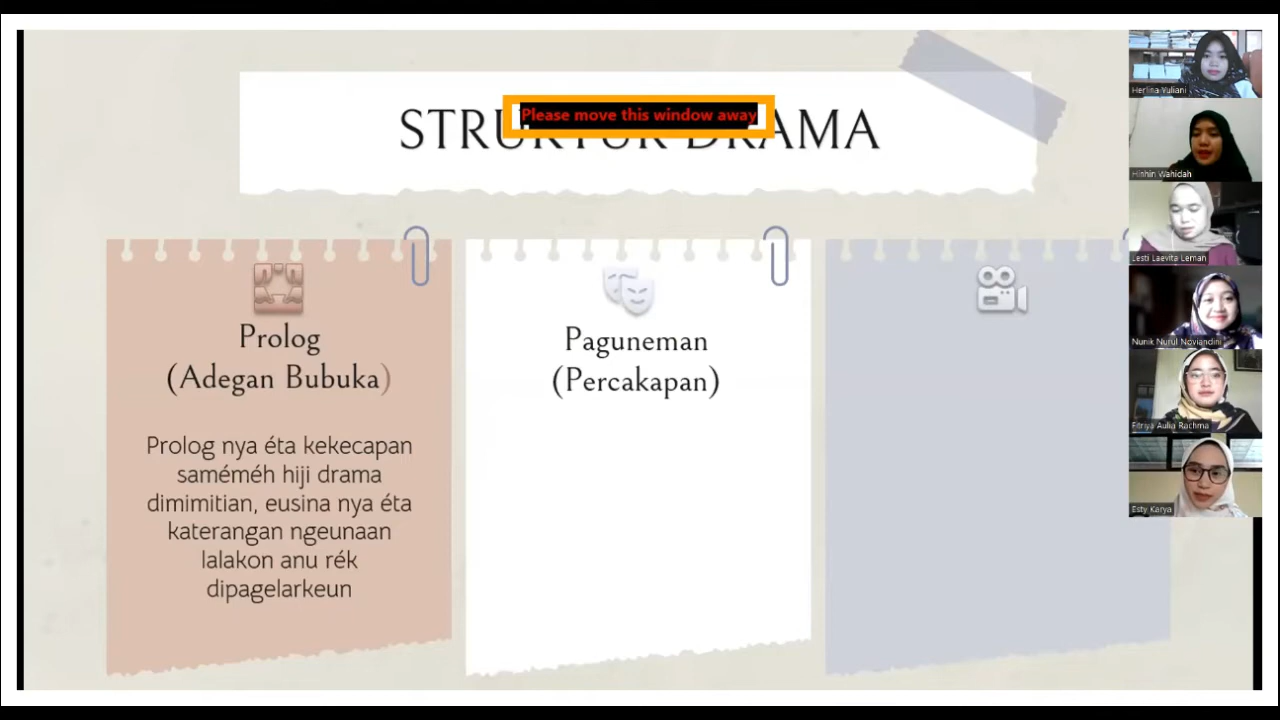 STRUKTUR DRAMA
Please move this window away
Prolog
(Adegan Bubuka)
Prolog nya éta kekecapan
saméméh hiji drama
dimimitian, eusina nya éta
katerangan ngeunaan
lalakon anu rék
dipagelarkeun
Paguneman
(Percakapan)
Herlina Yuliani
Hinhin Wahidah
Lesti Laevita Leman
Nunik Nurul Noviandini
Fitriya Aulia Rachma
Esty Karya